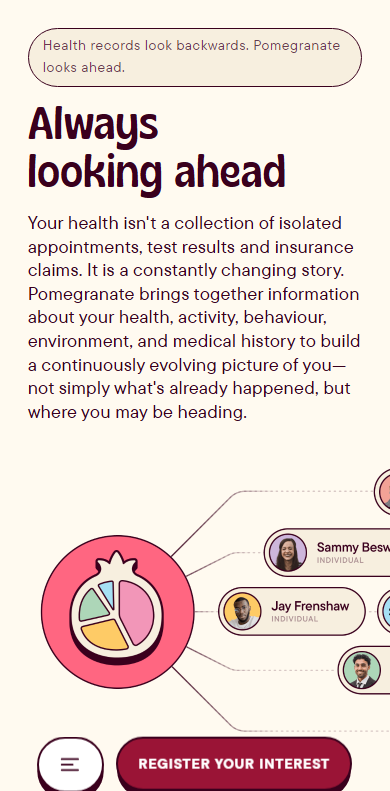 Health records look backwards. Pomegranate
looks ahead.
Always
looking ahead
Your health isn't a collection of isolated
appointments, test results and insurance
claims. It is a constantly changing story.
Pomegranate brings together information
about your health, activity, behaviour,
environment, and medical history to build
a continuously evolving picture of you—
not simply what's already happened, but
where you may be heading.
Sammy Besw
INDIVIDUAL
Jay Frenshaw
INDIVIDUAL
REGISTER YOUR INTEREST